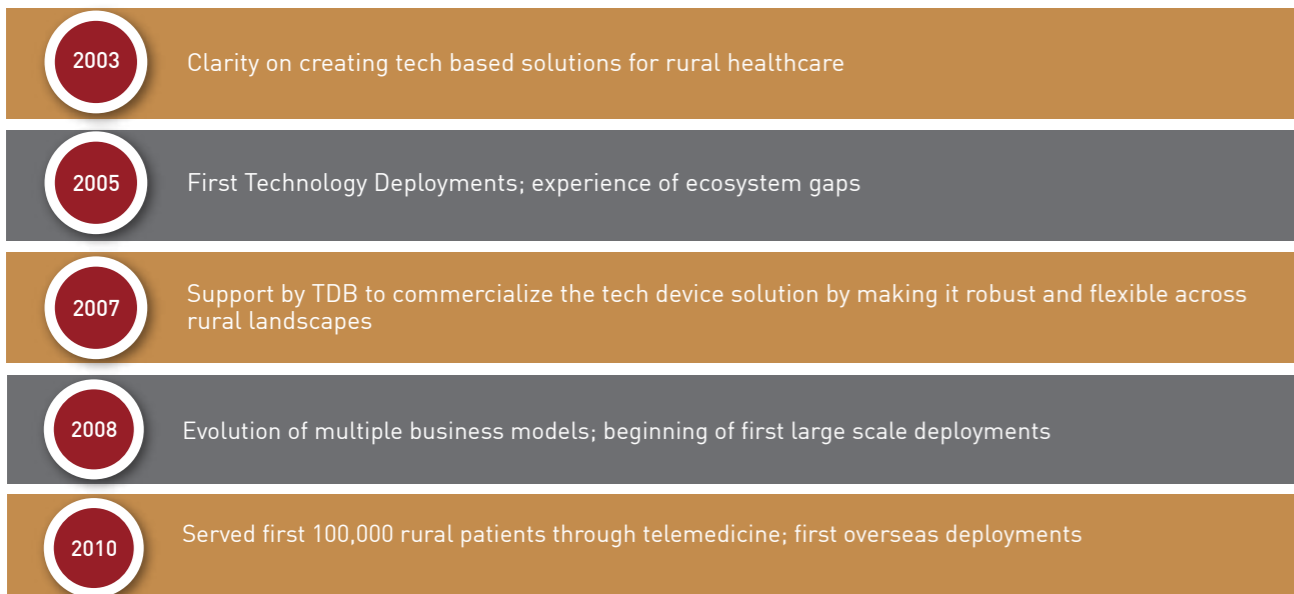 2003
Clarity on creating tech based solutions for rural healthcare
2005
First Technology Deployments; experience of ecosystem gaps
2007
Support by TDB to commercialize the tech device solution by making it robust and flexible across
rural landscapes
2008
Evolution of multiple business models; beginning of first large scale deployments
2010
Served first 100,000 rural patients through telemedicine; first overseas deployments